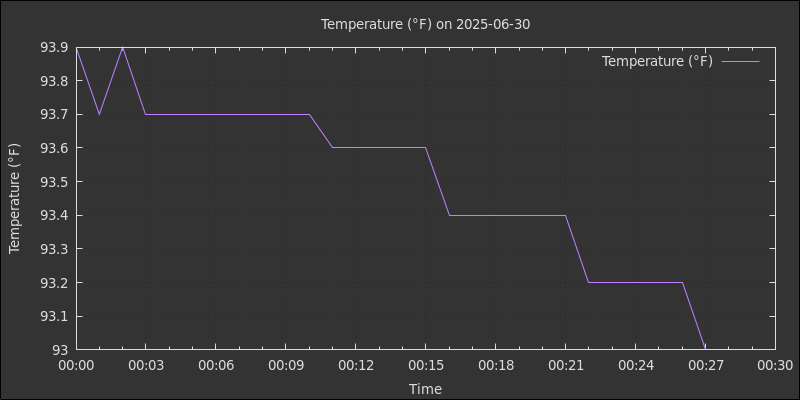 Temperature (°F) on 2025-06-30
Temperature (°F)
93.9
93.8
93.7
93.6
93.5
93.4
93.3
93.2
93.1
93
Temperature (°F)
00:00 00:03 00:06 00:09 00:12 00:15 00:18 00:21 00:24 00:27 00:30
Time